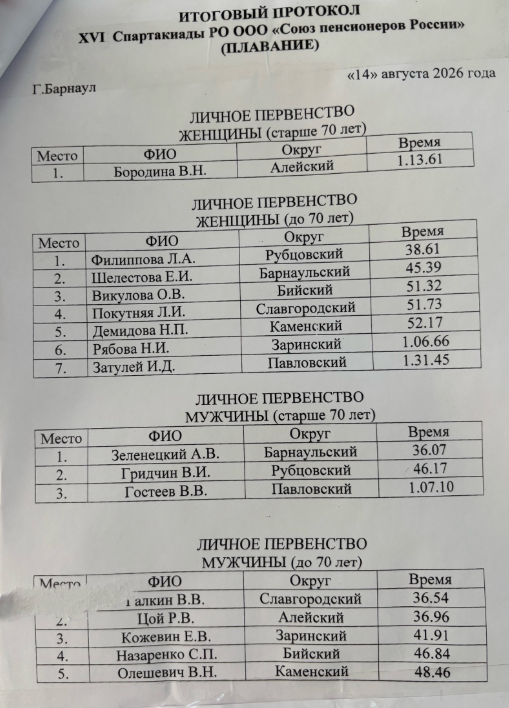 ИТОГОВЫЙ ПРОТОКОЛ
XVI Спартакиады РО ООО «Союз пенсионеров России»
(ПЛАВАНИЕ)
Г.Барнаул
«14» августа 2026 года
ЛИЧНОЕ ПЕРВЕНСТВО
ЖЕНЩИНЫ (старше 70 лет)
Место ФИО Округ Время
1. Бородина В.Н. Алейский 1.13.61
ЛИЧНОЕ ПЕРВЕНСТВО
ЖЕНЩИНЫ (до 70 лет)
Место ФИО Округ Время
1. Филиппова Л.А. Рубцовский 38.61
2. Шелестова Е.И. Барнаульский 45.39
3. Викулова О.В. Бийский 51.32
4. Покутняя Л.И. Славгородский 51.73
5. Демидова Н.П. Каменский 52.17
6. Рябова Н.И. Заринский 1.06.66
7. Затулей И.Д. Павловский 1.31.45
ЛИЧНОЕ ПЕРВЕНСТВО
МУЖЧИНЫ (старше 70 лет)
Место ФИО Округ Время
1. Зеленецкий А.В. Барнаульский 36.07
2. Гридчин В.И. Рубцовский 46.17
3. Гостеев В.В. Павловский 1.07.10
ЛИЧНОЕ ПЕРВЕНСТВО
МУЖЧИНЫ (до 70 лет)
Место ФИО Округ Время
В.В. Славгородский 36.54
2. Цой Р.В. Алейский 36.96
3. Кожевин Е.В. Заринский 41.91
4. Назаренко С.П. Бийский 46.84
5. Олешевич В.Н. Каменский 48.46